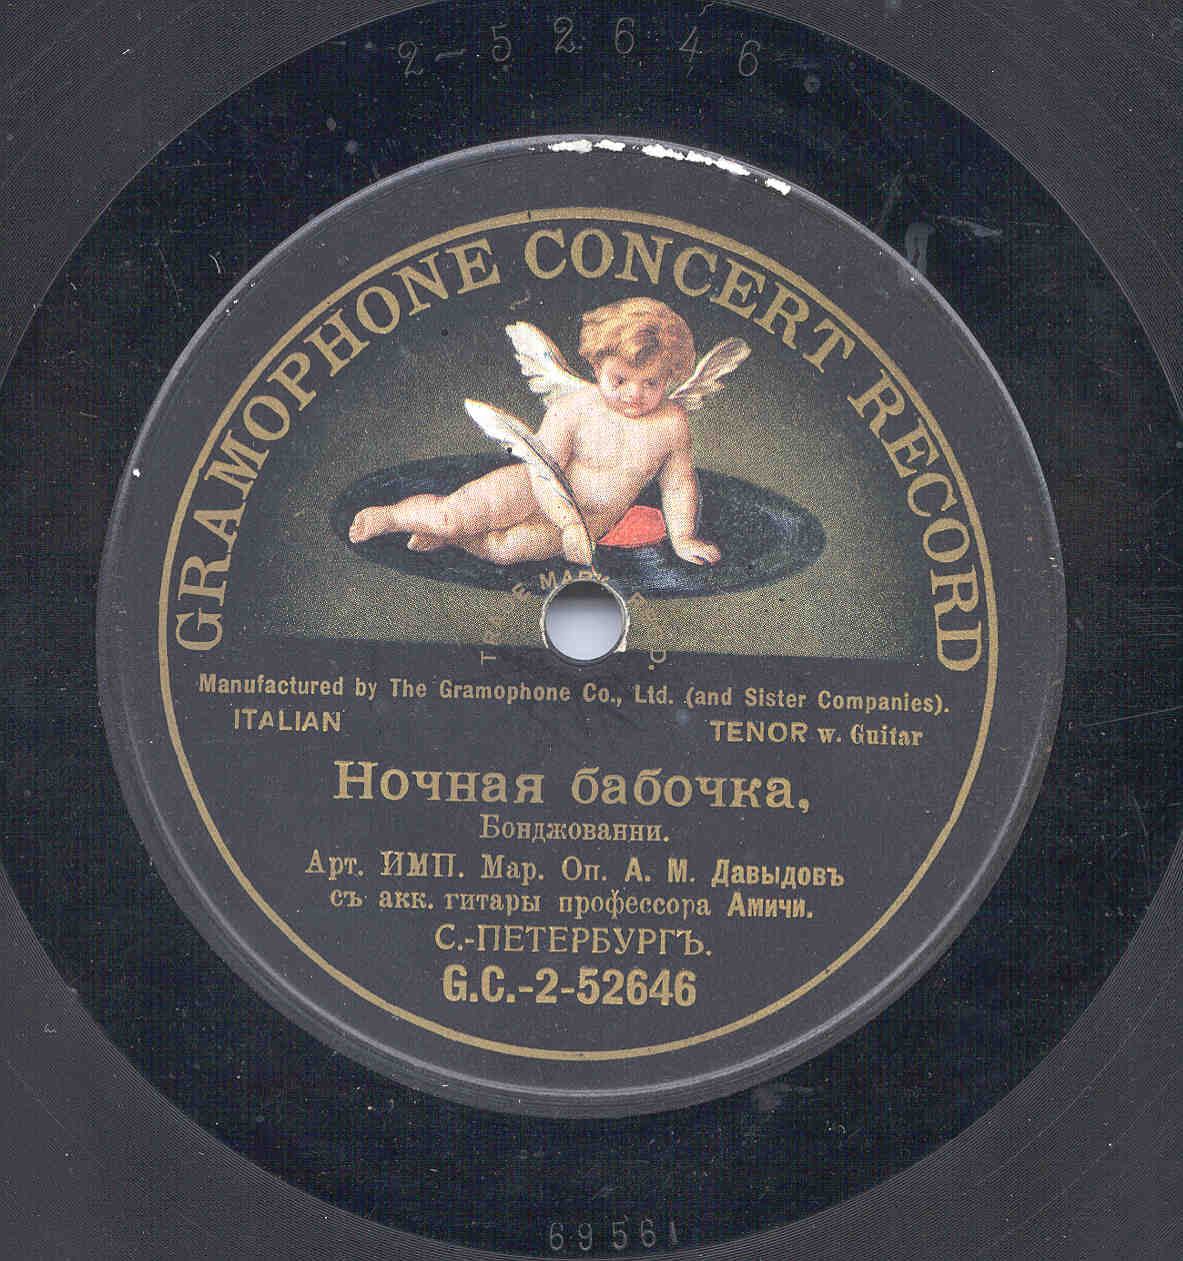 2-52646
GRAMOPHONE CONCERT RECORD
Manufactured by The Gramophone Co., Ltd. (and Sister Companies).
ITALIAN TENOR w. Guitar
Ночная бабочка,
Бонджованни.
Арт. ИМП. Мар. Оп. А. М. Давыдовъ
съ акк. гитары профессора Амичи.
С.-ПЕТЕРБУРГЪ.
G.C.-2-52646
69561